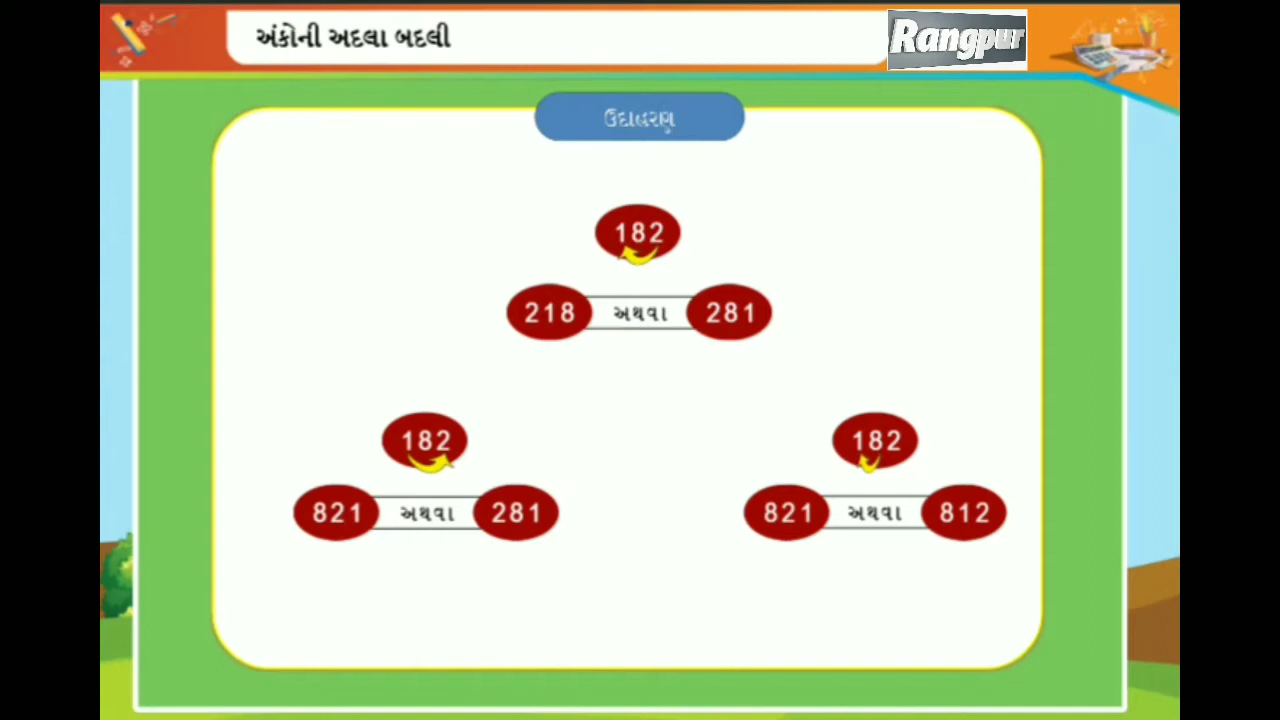 અંકોની અદલા બદલી
Rangpur
ઉદાહરણ
182
218 અથવા 281
182 182
821 અથવા 281 821 અથવા 812